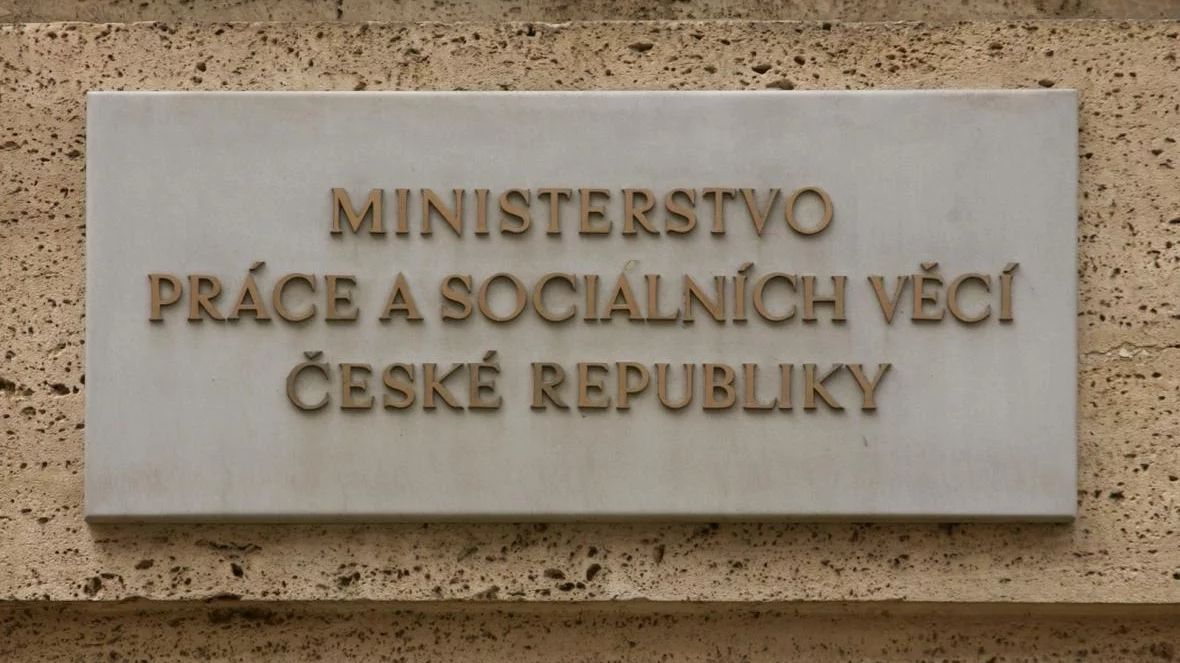 MINISTERSTVO
PRÁCE A SOCIÁLNÍCH VĚCÍ
ČESKÉ REPUBLIKY